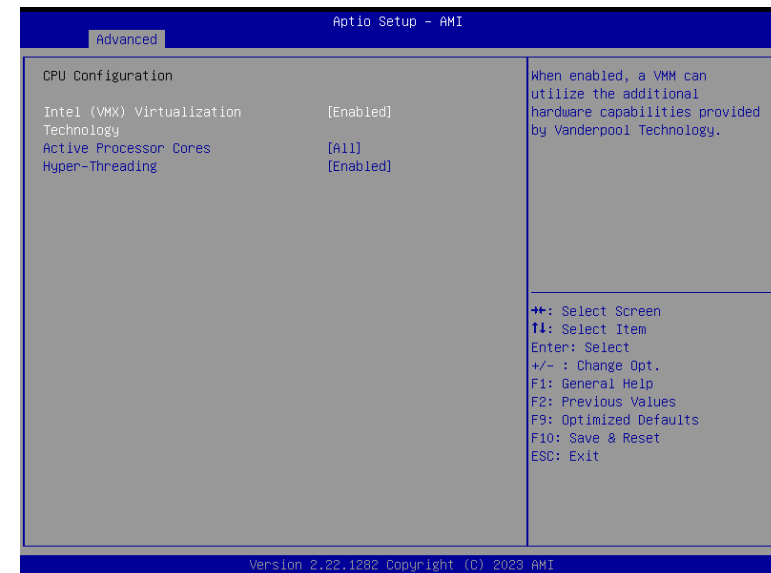 Aptio Setup – AMI
Advanced
CPU Configuration
Intel (VMX) Virtualization [Enabled]
Technology
Active Processor Cores [All]
Hyper-Threading [Enabled]
When enabled, a VMM can
utilize the additional
hardware capabilities provided
by Vanderpool Technology.
→←: Select Screen
↑↓: Select Item
Enter: Select
+/- : Change Opt.
F1: General Help
F2: Previous Values
F9: Optimized Defaults
F10: Save & Reset
ESC: Exit
Version 2.22.1282 Copyright (C) 2023 AMI